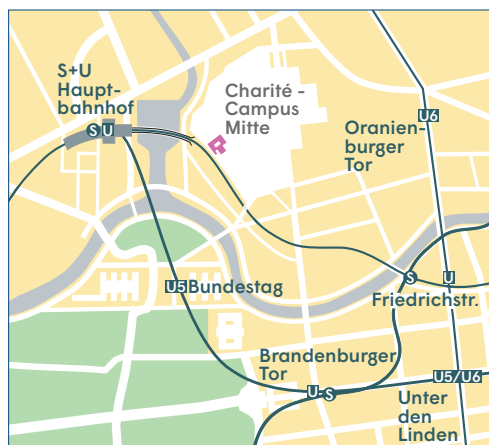 S+U
Haupt-
bahnhof
S U
Charité -
Campus
Mitte
U6
Oranien-
burger
Tor
U5 Bundestag
S
U
Friedrichstr.
Brandenburger
Tor
U S
U5/U6
Unter
den
Linden